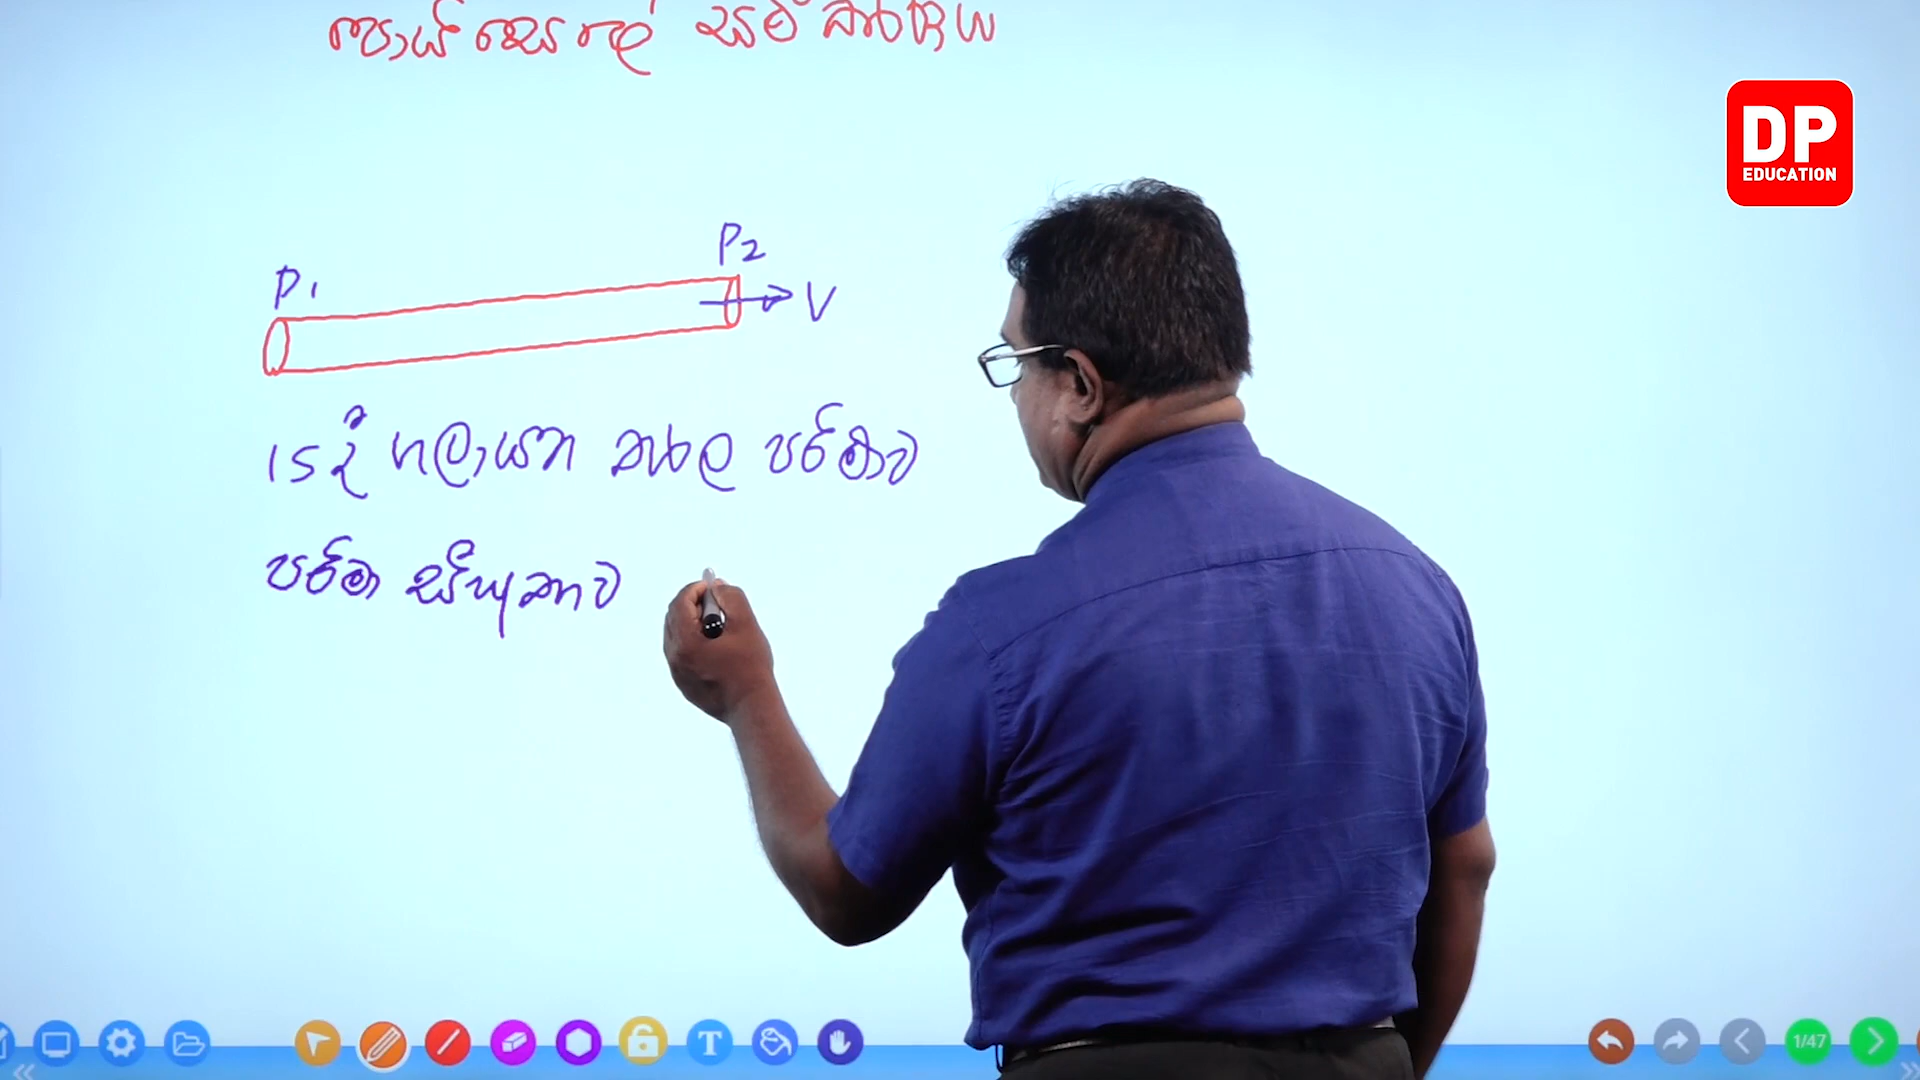 පොයිසෙල් සමීකරණය
DP
EDUCATION
P1
P2
V
1s දී ගලායන තරල පරිමාව
පරිමා සීඝ්‍රතාව
1/47